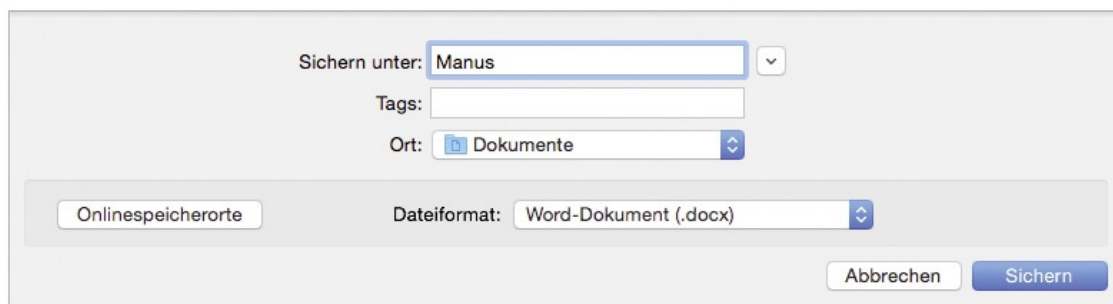 Sichern unter: Manus
Tags:
Ort: Dokumente
Onlinespeicherorte Dateiformat: Word-Dokument (.docx)
Abbrechen Sichern